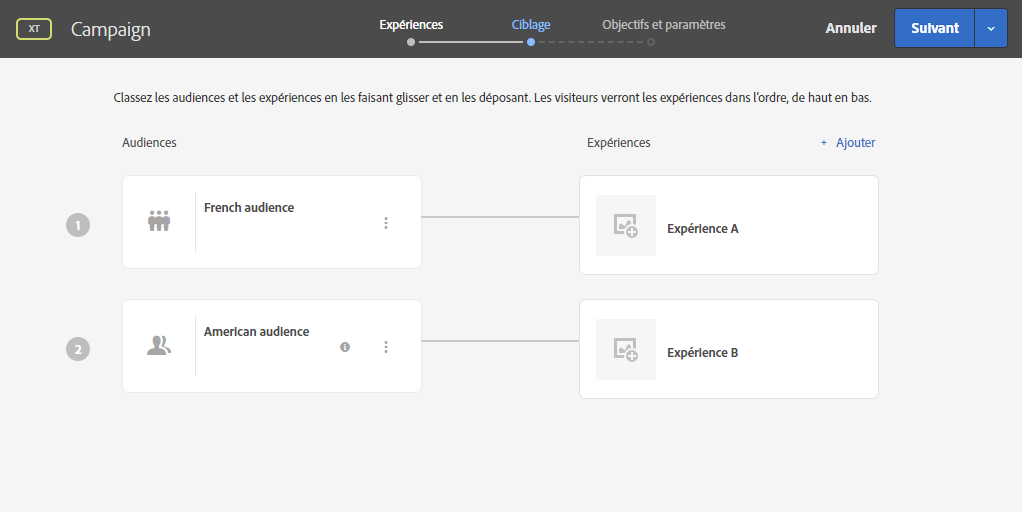 XT
Campaign
Expériences
Ciblage
Objectifs et paramètres
Annuler
Suivant
Classez les audiences et les expériences en les faisant glisser et en les déposant. Les visiteurs verront les expériences dans l'ordre, de haut en bas.
Audiences
Expériences
+ Ajouter
1
French audience
Expérience A
2
American audience
Expérience B